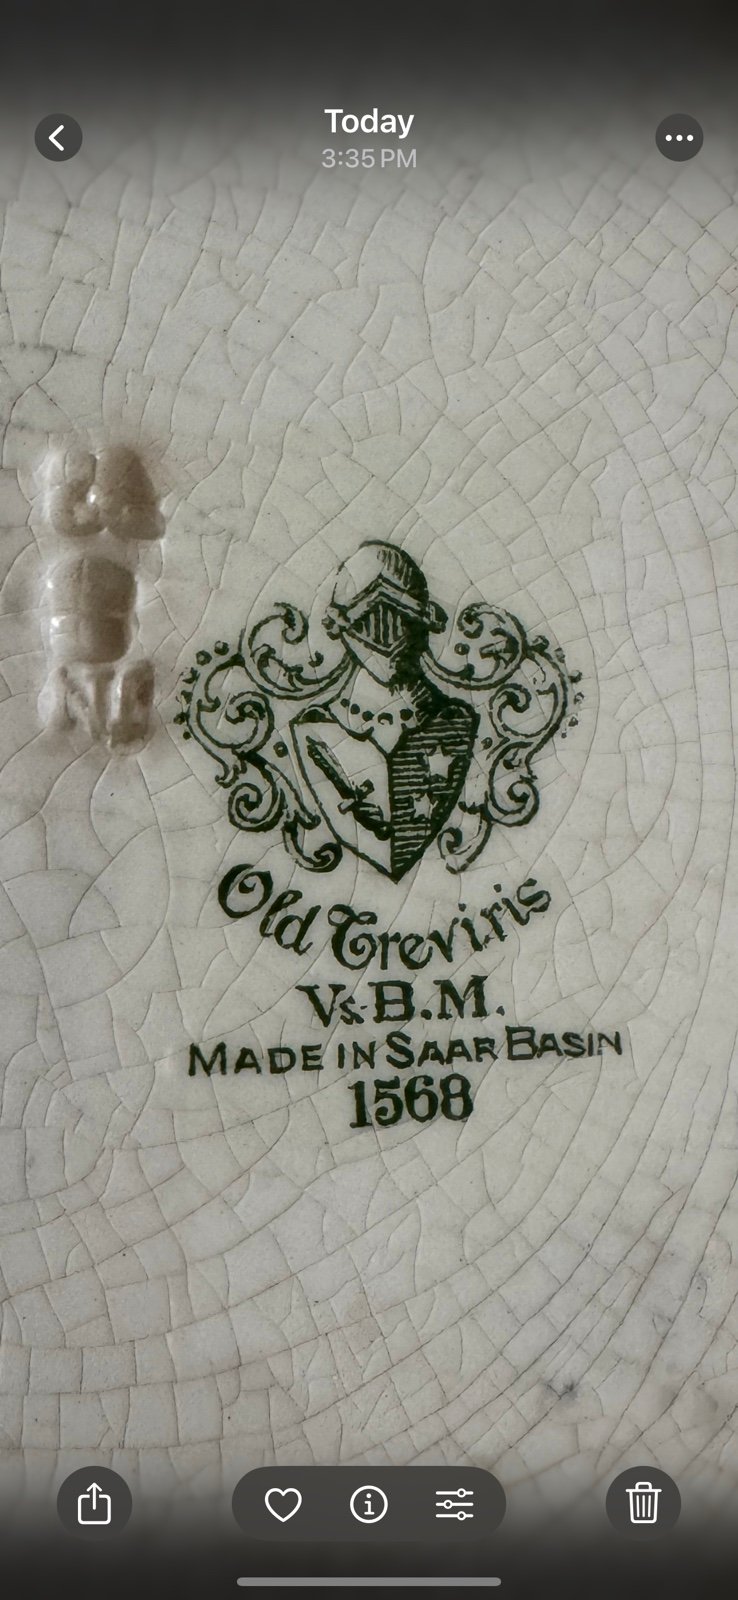 Today
3:35 PM
Old Treviris
V&B.M.
MADE IN SAAR BASIN
1568